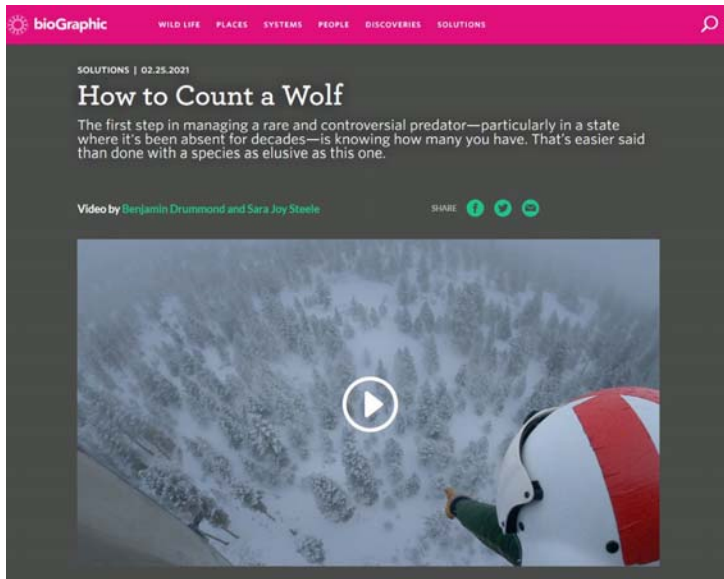 bioGraphic
WILD LIFE PLACES SYSTEMS PEOPLE DISCOVERIES SOLUTIONS
SOLUTIONS | 02.25.2021
How to Count a Wolf
The first step in managing a rare and controversial predator—particularly in a state
where it's been absent for decades—is knowing how many you have. That's easier said
than done with a species as elusive as this one.
Video by Benjamin Drummond and Sara Joy Steele
SHARE